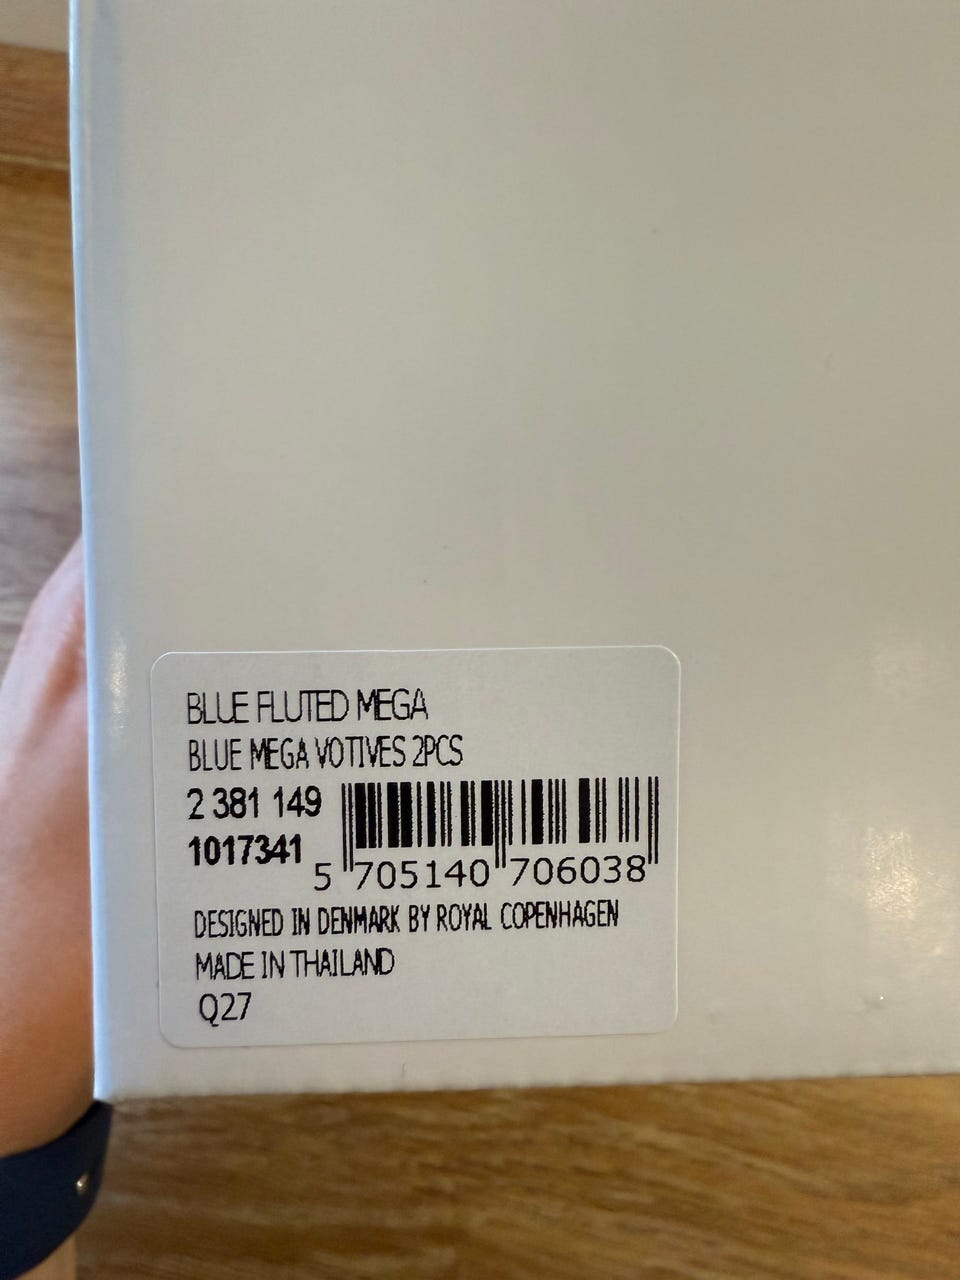 BLUE FLUTED MEGA
BLUE MEGA VOTIVES 2PCS
2 381 149
1017341
5 705140 706038
DESIGNED IN DENMARK BY ROYAL COPENHAGEN
MADE IN THAILAND
Q27